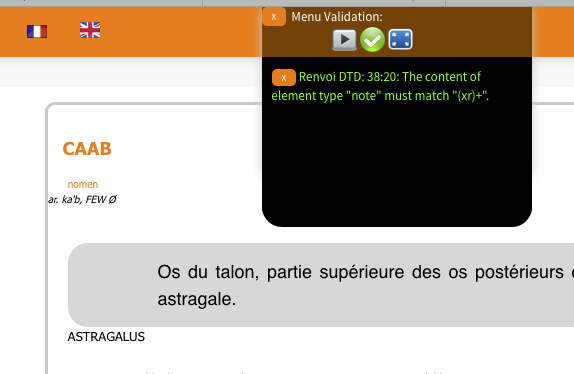 x Menu Validation:
x Renvoi DTD: 38:20: The content of
element type "note" must match "(xr)+".
CAAB
nomen
ar. ka'b, FEW Ø
Os du talon, partie supérieure des os postérieurs
astragale.
ASTRAGALUS